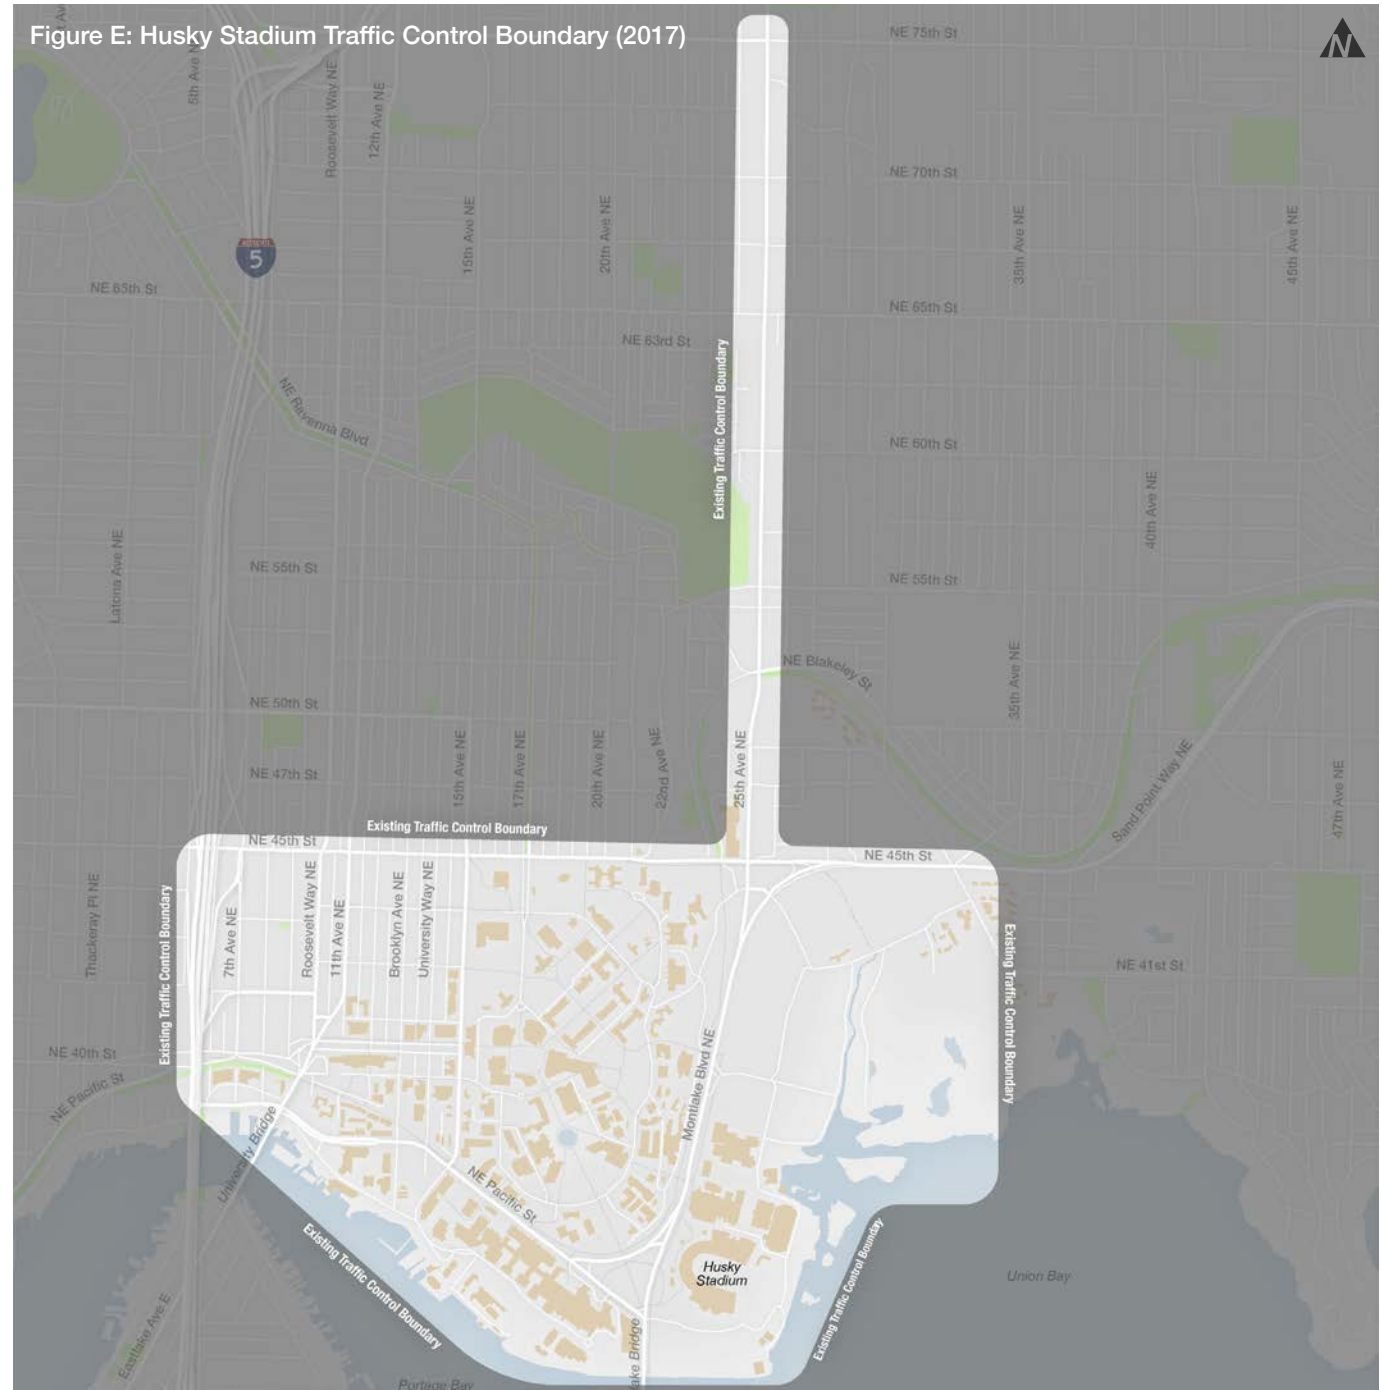 Figure E: Husky Stadium Traffic Control Boundary (2017)
N
NE 75th St
5th Ave N
Roosevelt Way NE
12th Ave NE
NE 70th St
15th Ave NE
20th Ave NE
35th Ave NE
45th Ave NE
5
NE 65th St
NE 65th St
NE 63rd St
Existing Traffic Control Boundary
NE Ravenna Blvd
NE 60th St
40th Ave NE
Latona Ave NE
NE 55th St
NE 55th St
NE Blakeley St
35th Ave NE
NE 50th St
15th Ave NE
17th Ave NE
20th Ave NE
22nd Ave NE
25th Ave NE
Sand Point Way NE
47th Ave NE
NE 47th St
Existing Traffic Control Boundary
NE 45th St
NE 45th St
Thackeray Pl NE
Existing Traffic Control Boundary
7th Ave NE
Roosevelt Way NE
11th Ave NE
Brooklyn Ave NE
University Way NE
Existing Traffic Control Boundary
NE 41st St
NE 40th St
NE Pacific St
Montlake Blvd NE
University Bridge
NE Pacific St
Existing Traffic Control Boundary
Husky
Stadium
Existing Traffic Control Boundary
Union Bay
Eastlake Ave E
lake Bridge
Portage Bay